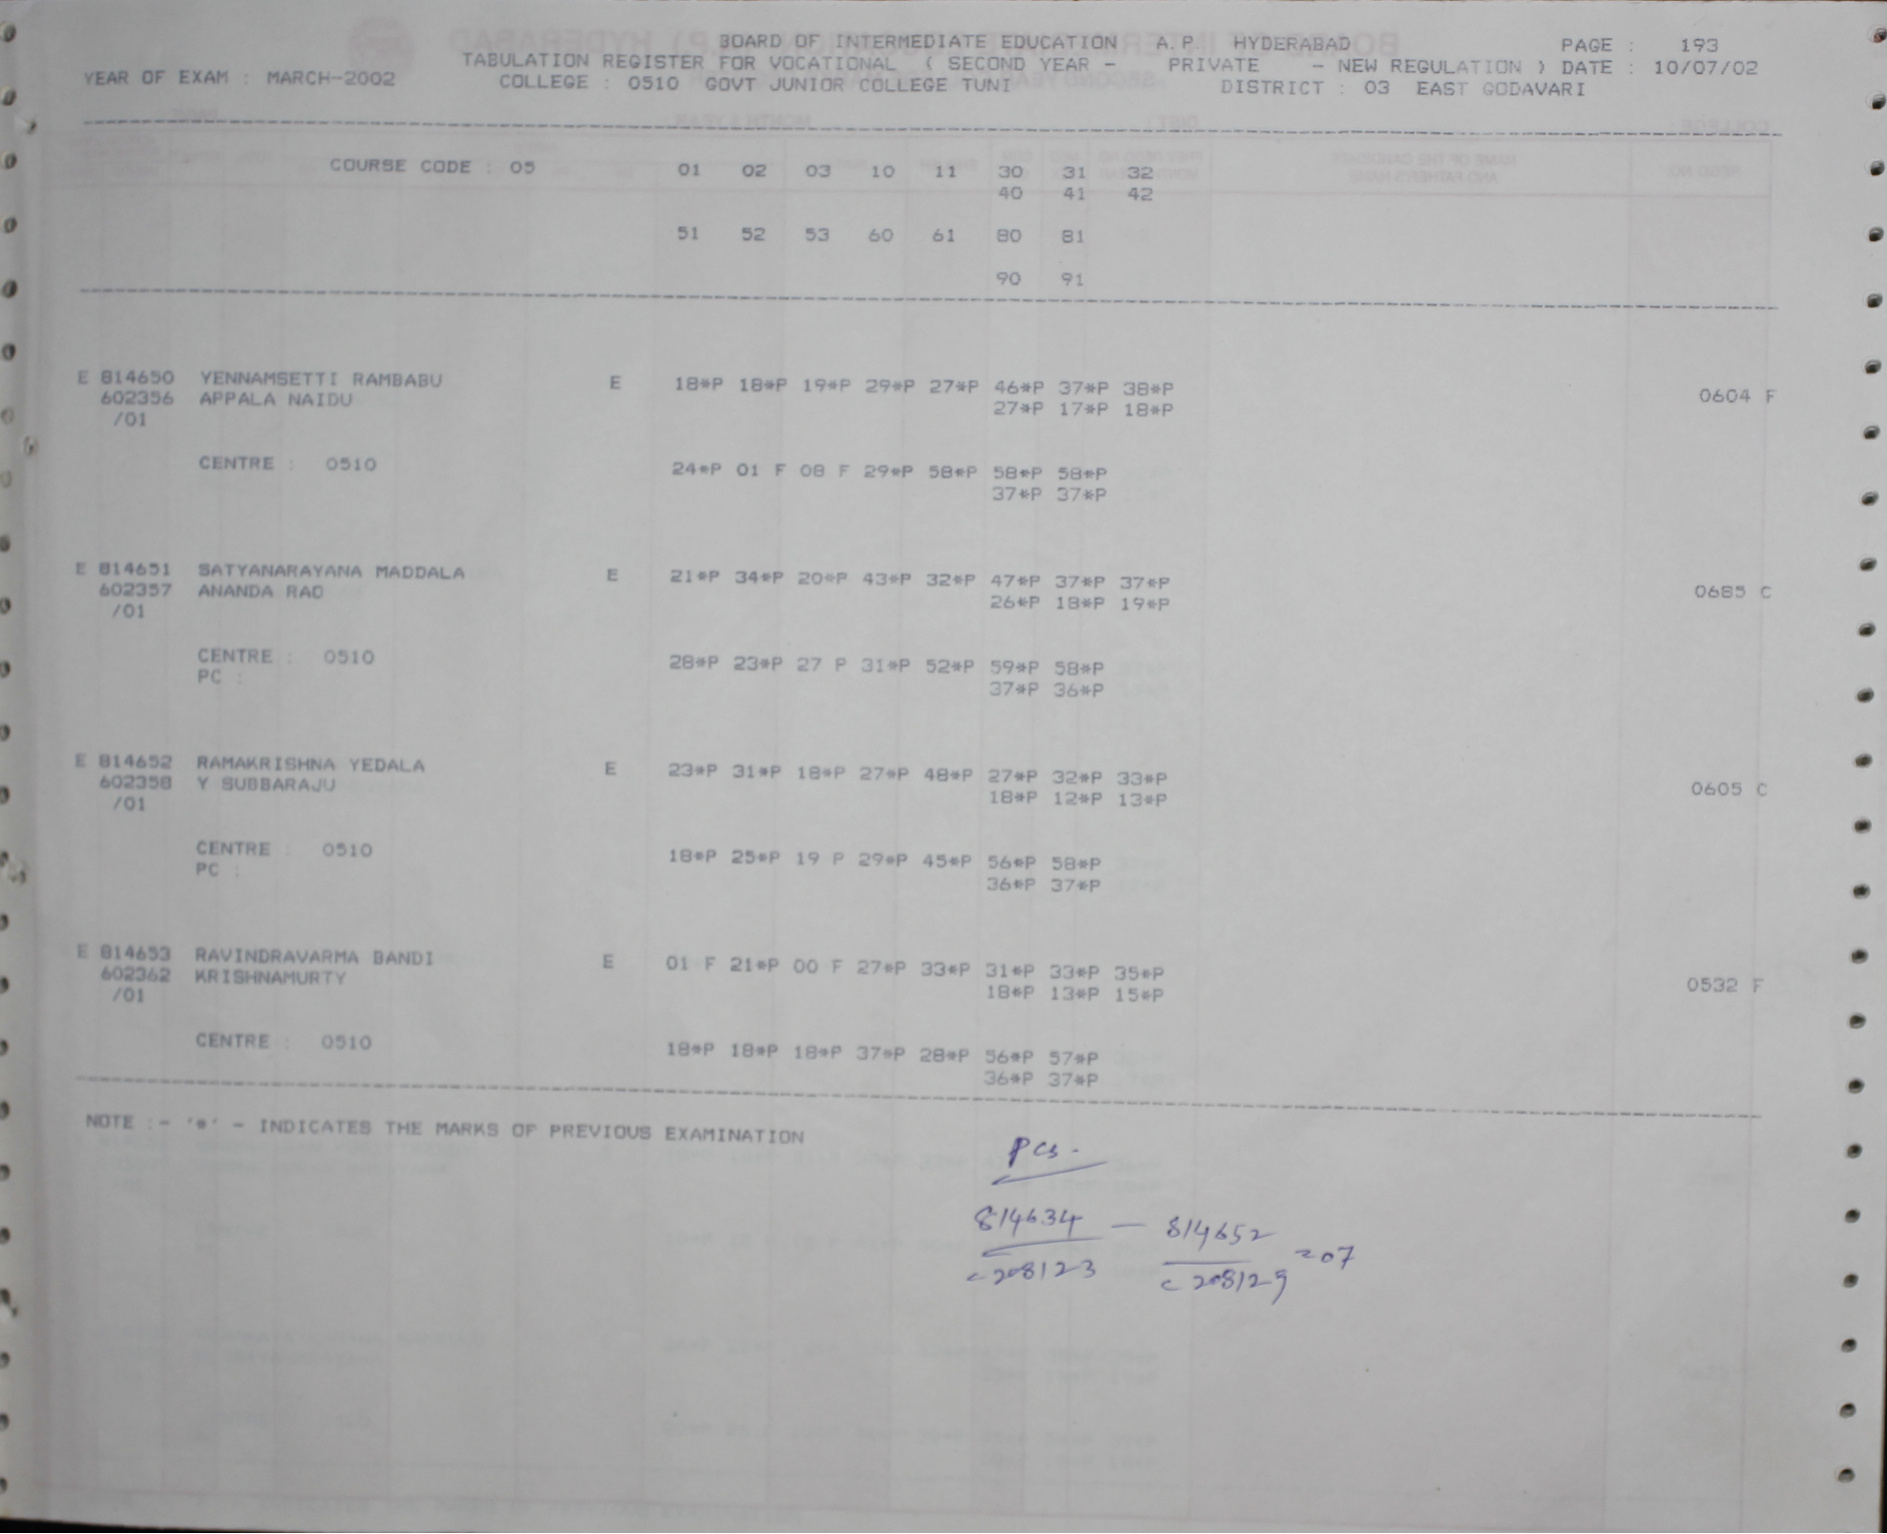 BOARD OF INTERMEDIATE EDUCATION A.P. HYDERABAD PAGE : 193
TABULATION REGISTER FOR VOCATIONAL ( SECOND YEAR - PRIVATE - NEW REGULATION ) DATE : 10/07/02
YEAR OF EXAM : MARCH-2002 COLLEGE : 0510 GOVT JUNIOR COLLEGE TUNI DISTRICT : 03 EAST GODAVARI
COURSE CODE : 05 01 02 03 10 11 30 31 32
40 41 42
51 52 53 60 61 80 81
90 91
E 814650 YENNAMSETTI RAMBABU E 18*P 18*P 19*P 29*P 27*P 46*P 37*P 38*P
602356 APPALA NAIDU 27*P 17*P 18*P 0604 F
/01
CENTRE : 0510 24*P 01 F 08 F 29*P 58*P 58*P 58*P
37*P 37*P
E 814651 SATYANARAYANA MADDALA E 21*P 34*P 20*P 43*P 32*P 47*P 37*P 37*P
602357 ANANDA RAO 26*P 18*P 19*P 0685 C
/01
CENTRE : 0510 28*P 23*P 27 P 31*P 52*P 59*P 58*P
PC : 37*P 36*P
E 814652 RAMAKRISHNA YEDALA E 23*P 31*P 18*P 27*P 48*P 27*P 32*P 33*P
602358 Y SUBBARAJU 18*P 12*P 13*P 0605 C
/01
CENTRE : 0510 18*P 25*P 19 P 29*P 45*P 56*P 58*P
PC : 36*P 37*P
E 814653 RAVINDRAVARMA BANDI E 01 F 21*P 00 F 27*P 33*P 31*P 33*P 35*P
602362 KRISHNAMURTY 18*P 13*P 15*P 0532 F
/01
CENTRE : 0510 18*P 18*P 18*P 37*P 28*P 56*P 57*P
36*P 37*P
NOTE :- '*' - INDICATES THE MARKS OF PREVIOUS EXAMINATION
PCs.
814634 — 814652
C208123 C208129 = 07